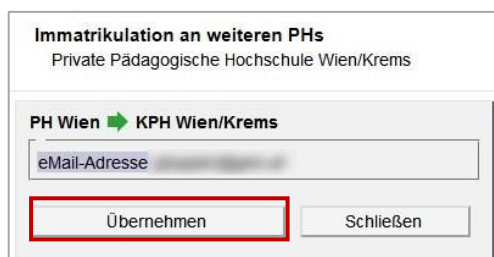 Immatrikulation an weiteren PHs
Private Pädagogische Hochschule Wien/Krems
PH Wien KPH Wien/Krems
eMail-Adresse
Übernehmen Schließen